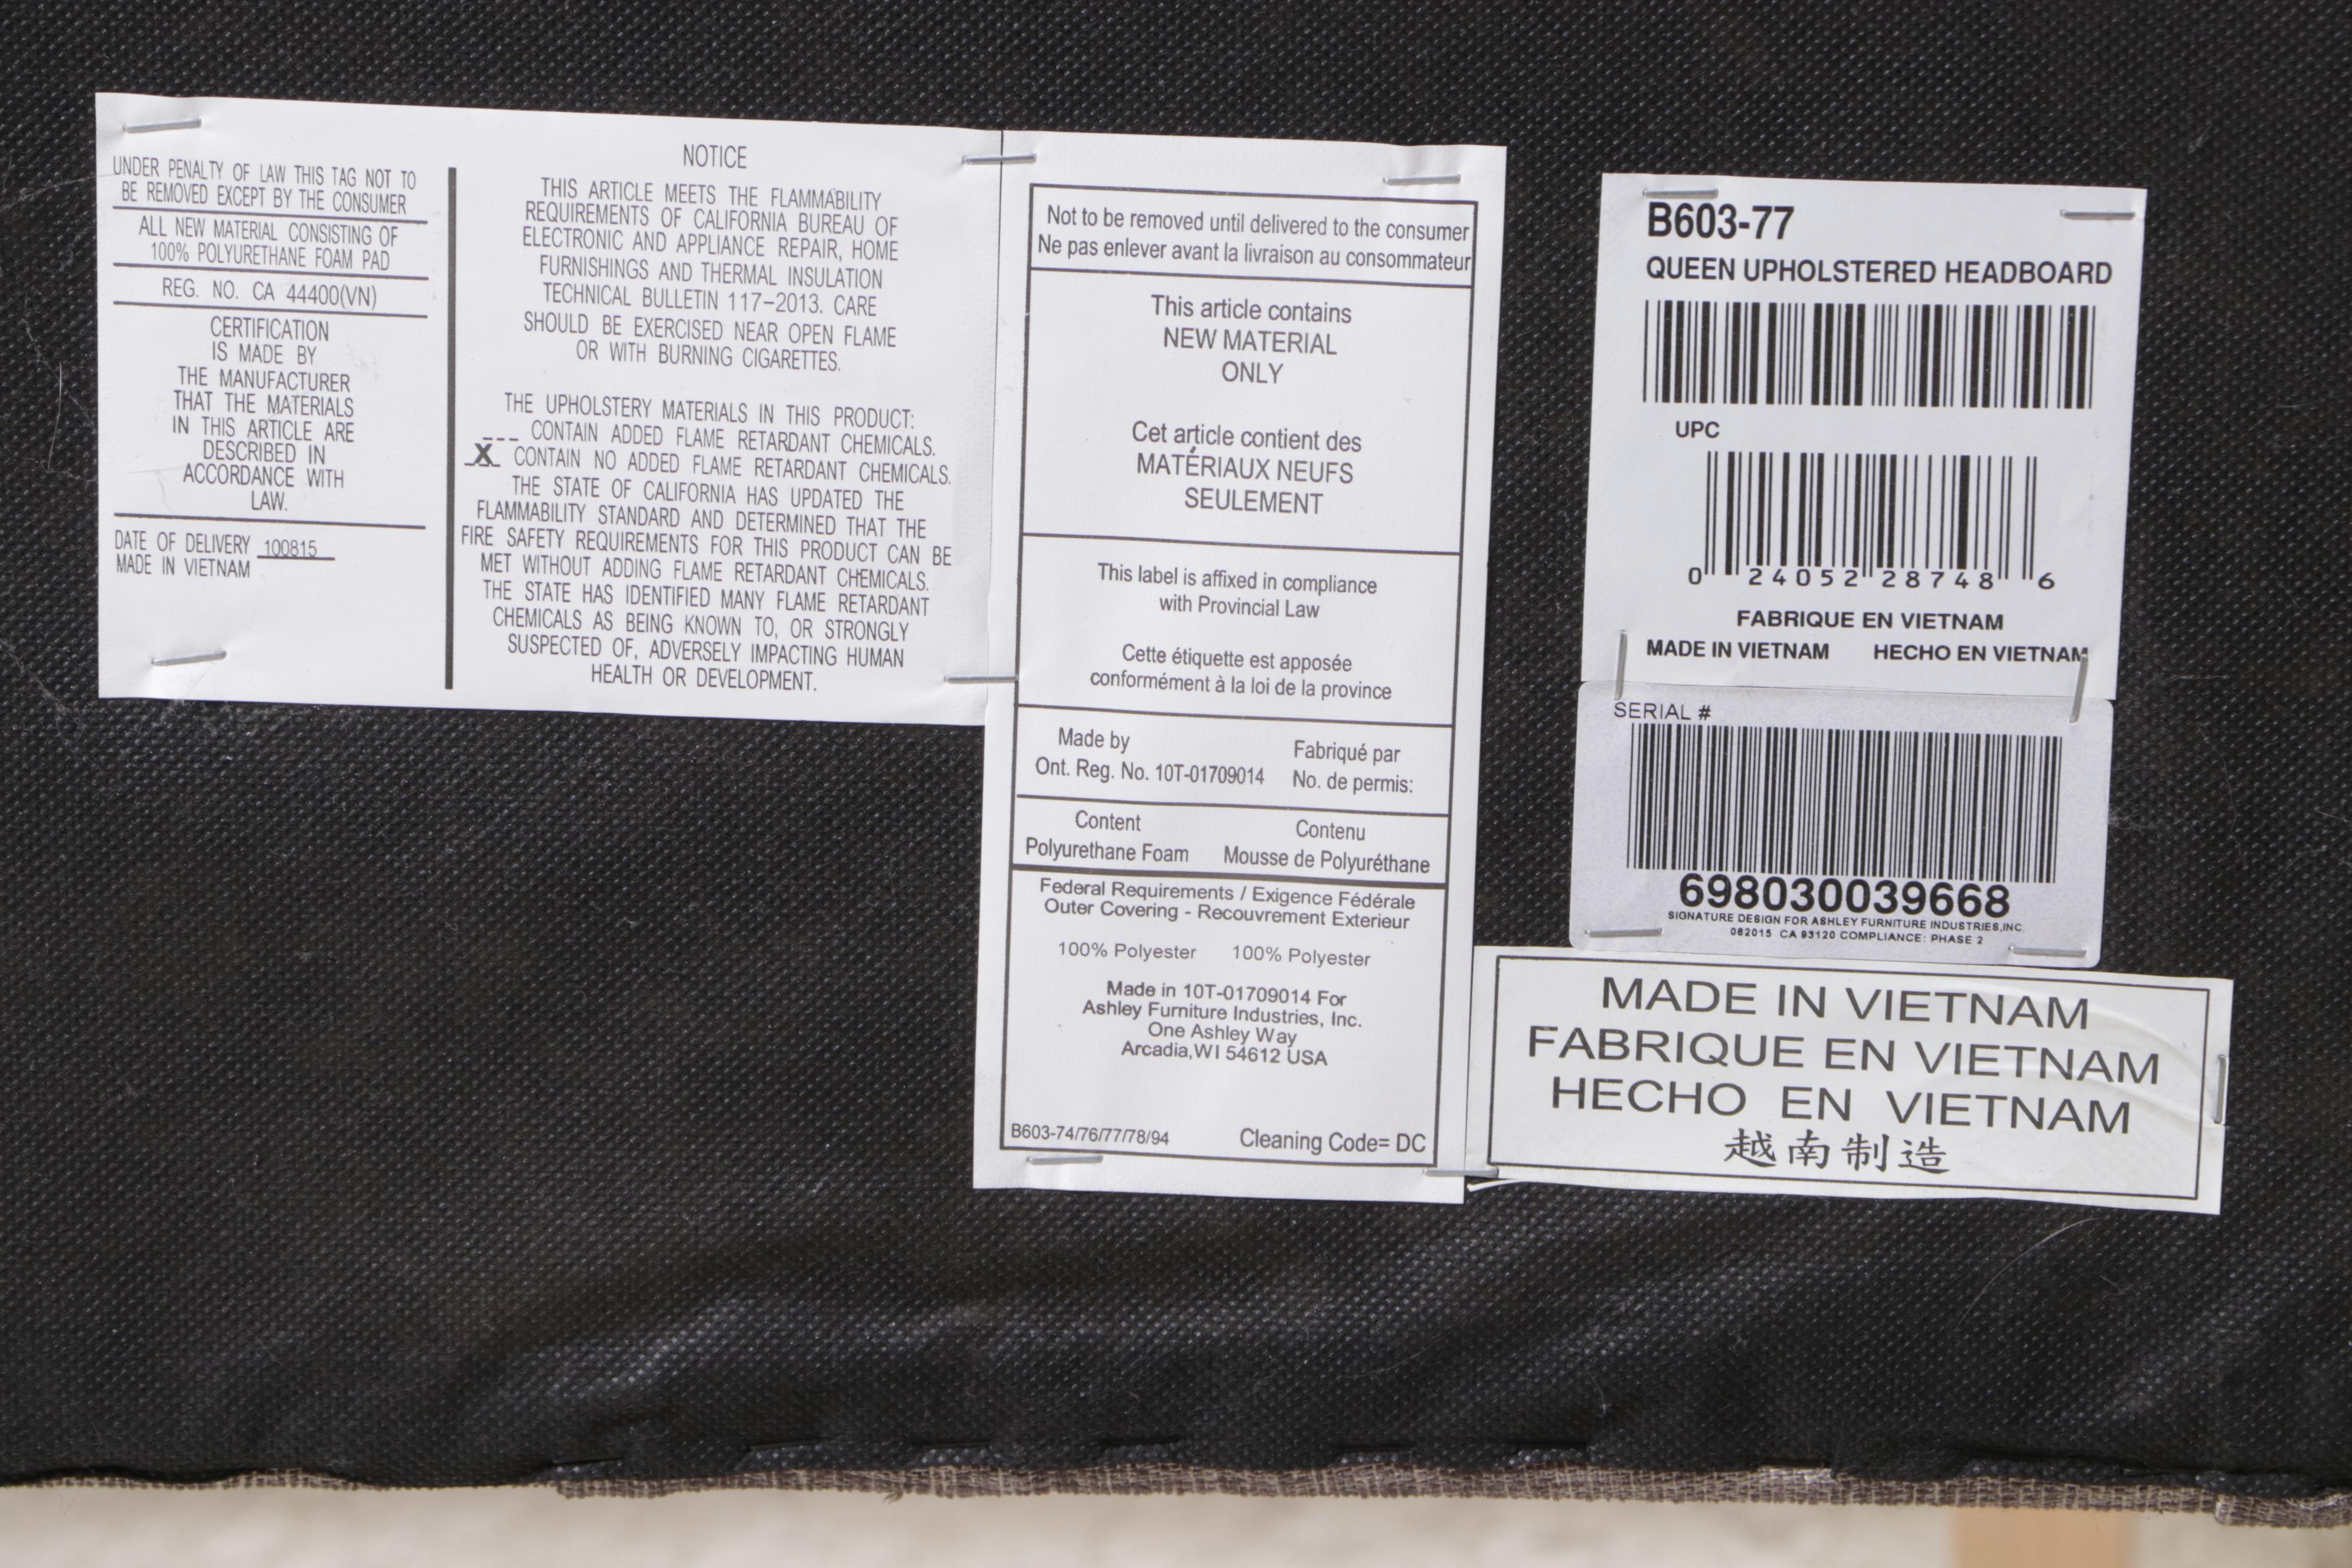 UNDER PENALTY OF LAW THIS TAG NOT TO
BE REMOVED EXCEPT BY THE CONSUMER
ALL NEW MATERIAL CONSISTING OF
100% POLYURETHANE FOAM PAD
REG. NO. CA 44400(VN)
CERTIFICATION
IS MADE BY
THE MANUFACTURER
THAT THE MATERIALS
IN THIS ARTICLE ARE
DESCRIBED IN
ACCORDANCE WITH
LAW.
DATE OF DELIVERY 100815
MADE IN VIETNAM
NOTICE
THIS ARTICLE MEETS THE FLAMMABILITY
REQUIREMENTS OF CALIFORNIA BUREAU OF
ELECTRONIC AND APPLIANCE REPAIR, HOME
FURNISHINGS AND THERMAL INSULATION
TECHNICAL BULLETIN 117-2013. CARE
SHOULD BE EXERCISED NEAR OPEN FLAME
OR WITH BURNING CIGARETTES.
THE UPHOLSTERY MATERIALS IN THIS PRODUCT:
--- CONTAIN ADDED FLAME RETARDANT CHEMICALS.
_X_ CONTAIN NO ADDED FLAME RETARDANT CHEMICALS.
THE STATE OF CALIFORNIA HAS UPDATED THE
FLAMMABILITY STANDARD AND DETERMINED THAT THE
FIRE SAFETY REQUIREMENTS FOR THIS PRODUCT CAN BE
MET WITHOUT ADDING FLAME RETARDANT CHEMICALS.
THE STATE HAS IDENTIFIED MANY FLAME RETARDANT
CHEMICALS AS BEING KNOWN TO, OR STRONGLY
SUSPECTED OF, ADVERSELY IMPACTING HUMAN
HEALTH OR DEVELOPMENT.
Not to be removed until delivered to the consumer
Ne pas enlever avant la livraison au consommateur
This article contains
NEW MATERIAL
ONLY
Cet article contient des
MATÉRIAUX NEUFS
SEULEMENT
This label is affixed in compliance
with Provincial Law
Cette étiquette est apposée
conformément à la loi de la province
Made by Fabriqué par
Ont. Reg. No. 10T-01709014 No. de permis:
Content Contenu
Polyurethane Foam Mousse de Polyuréthane
Federal Requirements / Exigence Fédérale
Outer Covering - Recouvrement Exterieur
100% Polyester 100% Polyester
Made in 10T-01709014 For
Ashley Furniture Industries, Inc.
One Ashley Way
Arcadia,WI 54612 USA
B603-74/76/77/78/94 Cleaning Code= DC
B603-77
QUEEN UPHOLSTERED HEADBOARD
UPC
0 24052 28748 6
FABRIQUE EN VIETNAM
MADE IN VIETNAM HECHO EN VIETNAM
SERIAL #
698030039668
SIGNATURE DESIGN FOR ASHLEY FURNITURE INDUSTRIES,INC.
082015 CA 93120 COMPLIANCE: PHASE 2
MADE IN VIETNAM
FABRIQUE EN VIETNAM
HECHO EN VIETNAM
越南制造